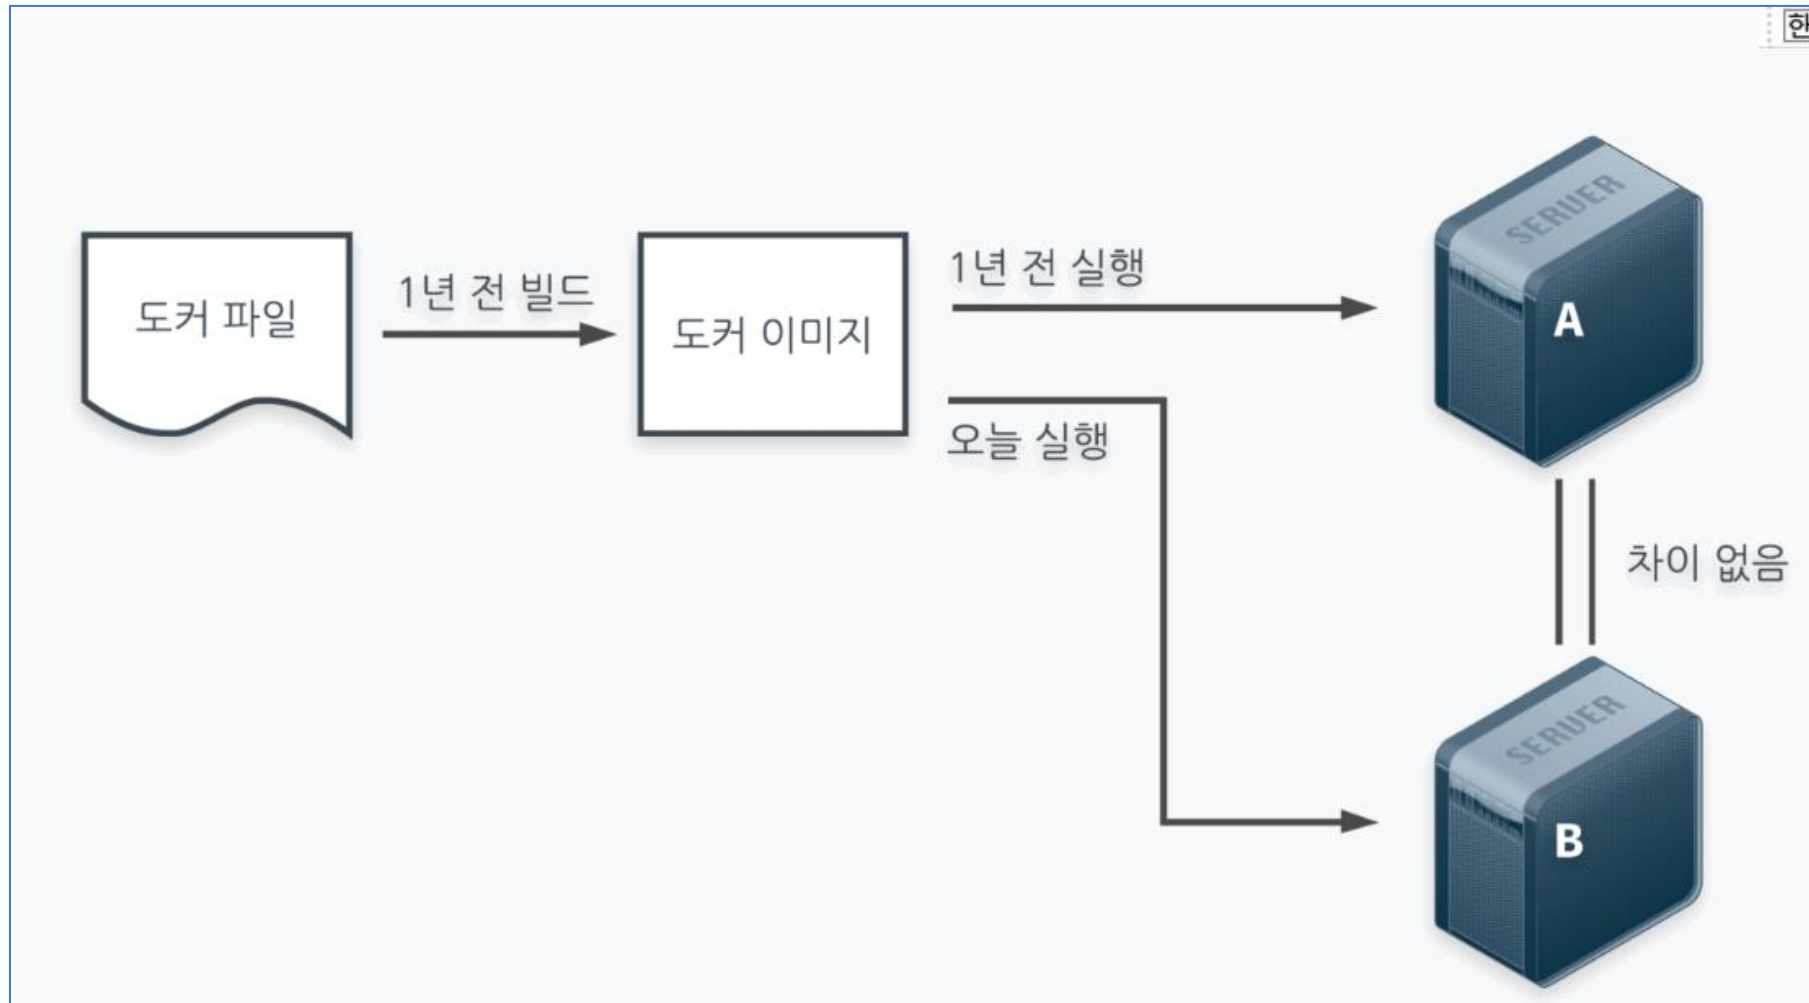 한
도커 파일
1년 전 빌드
도커 이미지
1년 전 실행
오늘 실행
SERVER
A
차이 없음
SERVER
B